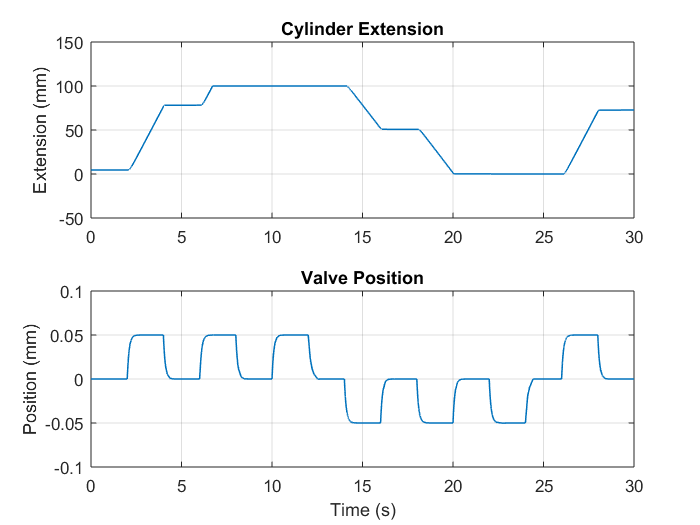 Cylinder Extension
150
100
50
0
-50
Extension (mm)
0 5 10 15 20 25 30
Valve Position
0.1
0.05
0
-0.05
-0.1
Position (mm)
0 5 10 15 20 25 30
Time (s)